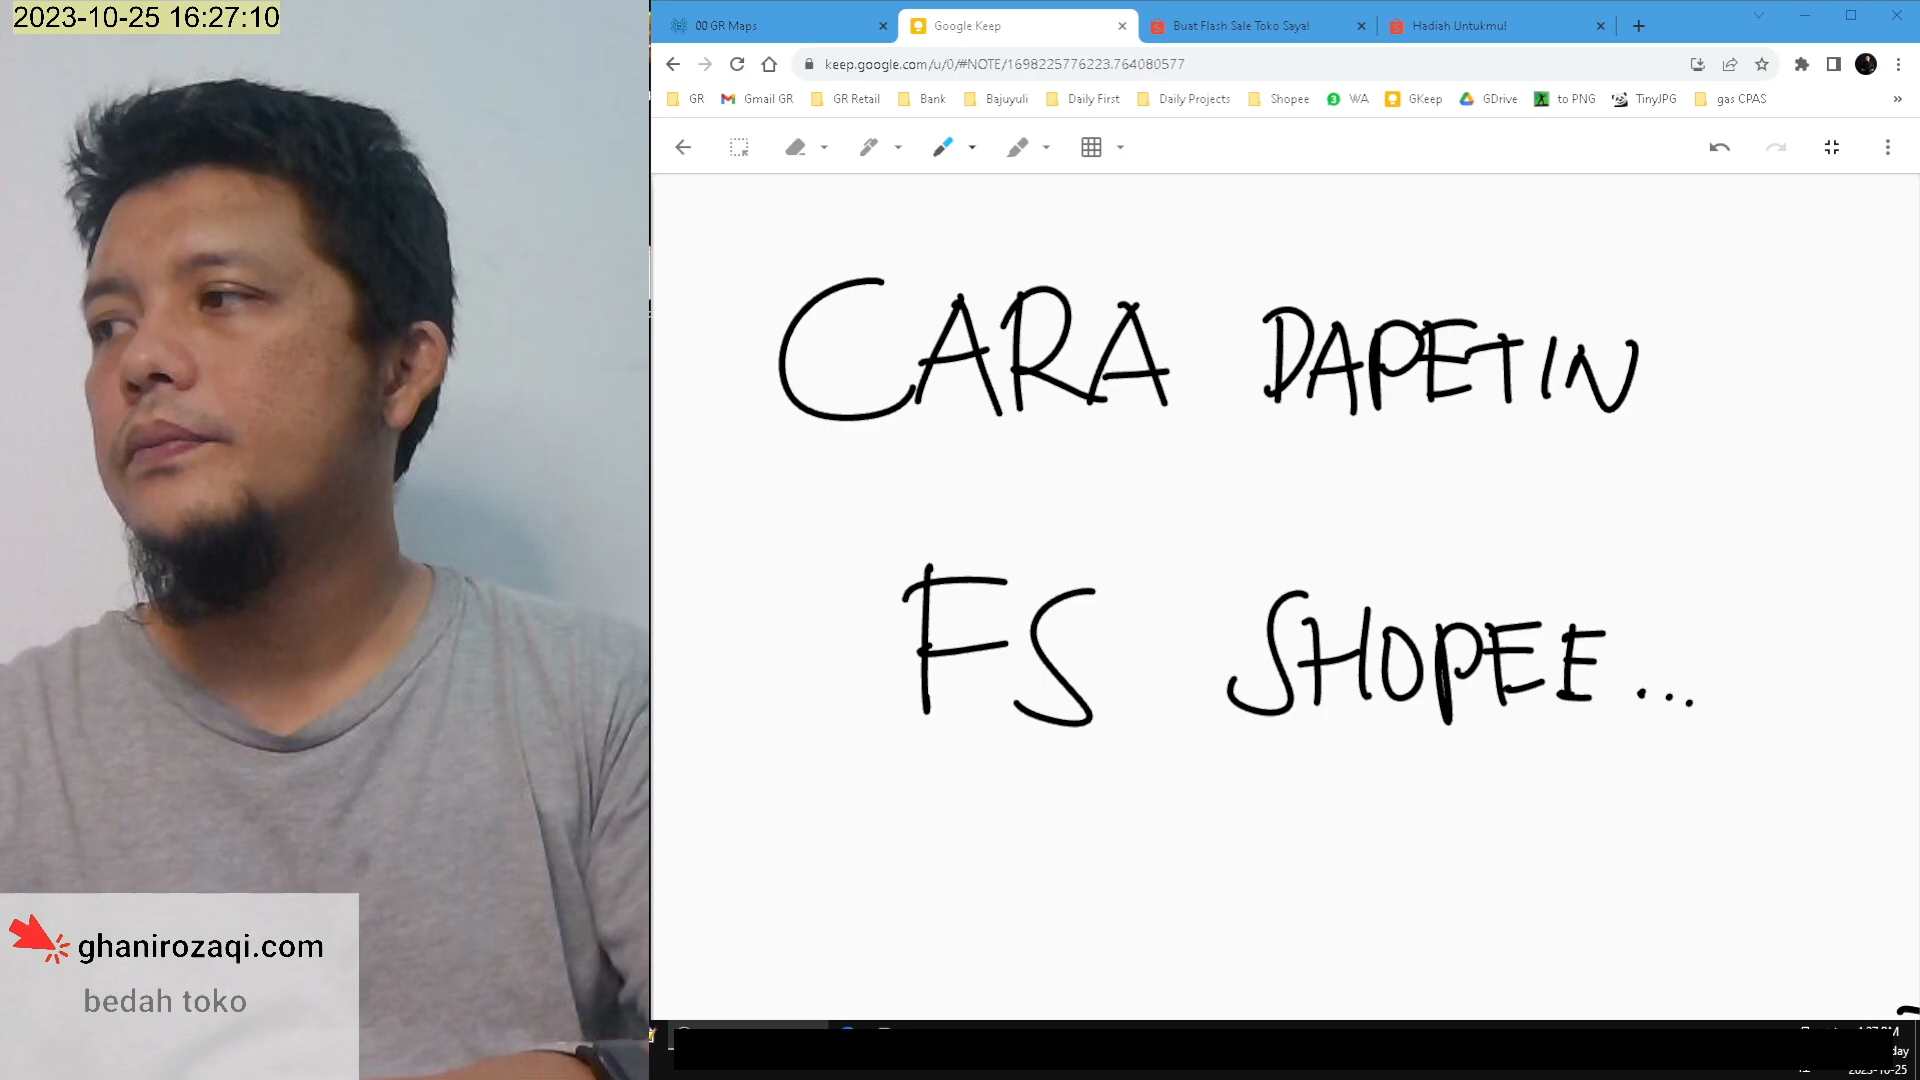 2023-10-25 16:27:10
00 GR Maps
Google Keep
Buat Flash Sale Toko Saya!
Hadiah Untukmu!
keep.google.com/u/0/#NOTE/1698225776223.764080577
GR
Gmail GR
GR Retail
Bank
Bajuyuli
Daily First
Daily Projects
Shopee
WA
GKeep
GDrive
to PNG
TinyJPG
gas CPAS
CARA DAPETIN
FS SHOPEE...
ghanirozaqi.com
bedah toko